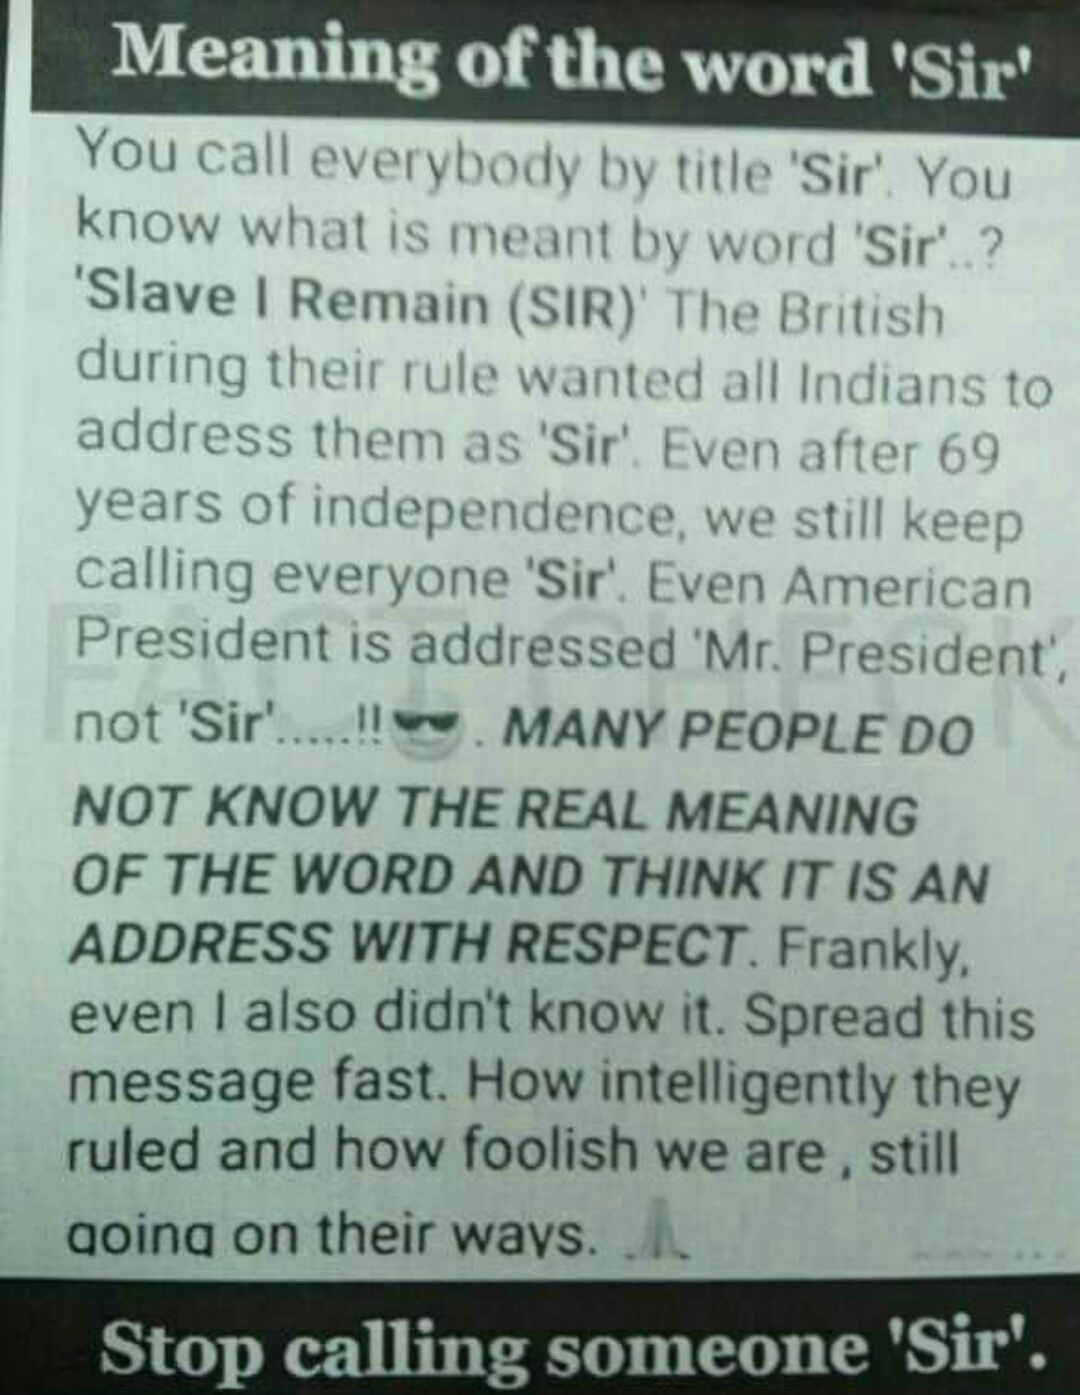 Meaning of the word 'Sir'
You call everybody by title 'Sir'. You
know what is meant by word 'Sir'..?
'Slave I Remain (SIR)' The British
during their rule wanted all Indians to
address them as 'Sir'. Even after 69
years of independence, we still keep
calling everyone 'Sir'. Even American
President is addressed 'Mr. President',
not 'Sir'.....!!😎. MANY PEOPLE DO
NOT KNOW THE REAL MEANING
OF THE WORD AND THINK IT IS AN
ADDRESS WITH RESPECT. Frankly,
even I also didn't know it. Spread this
message fast. How intelligently they
ruled and how foolish we are , still
going on their ways. 🙏
Stop calling someone 'Sir'.
FACT CHECK